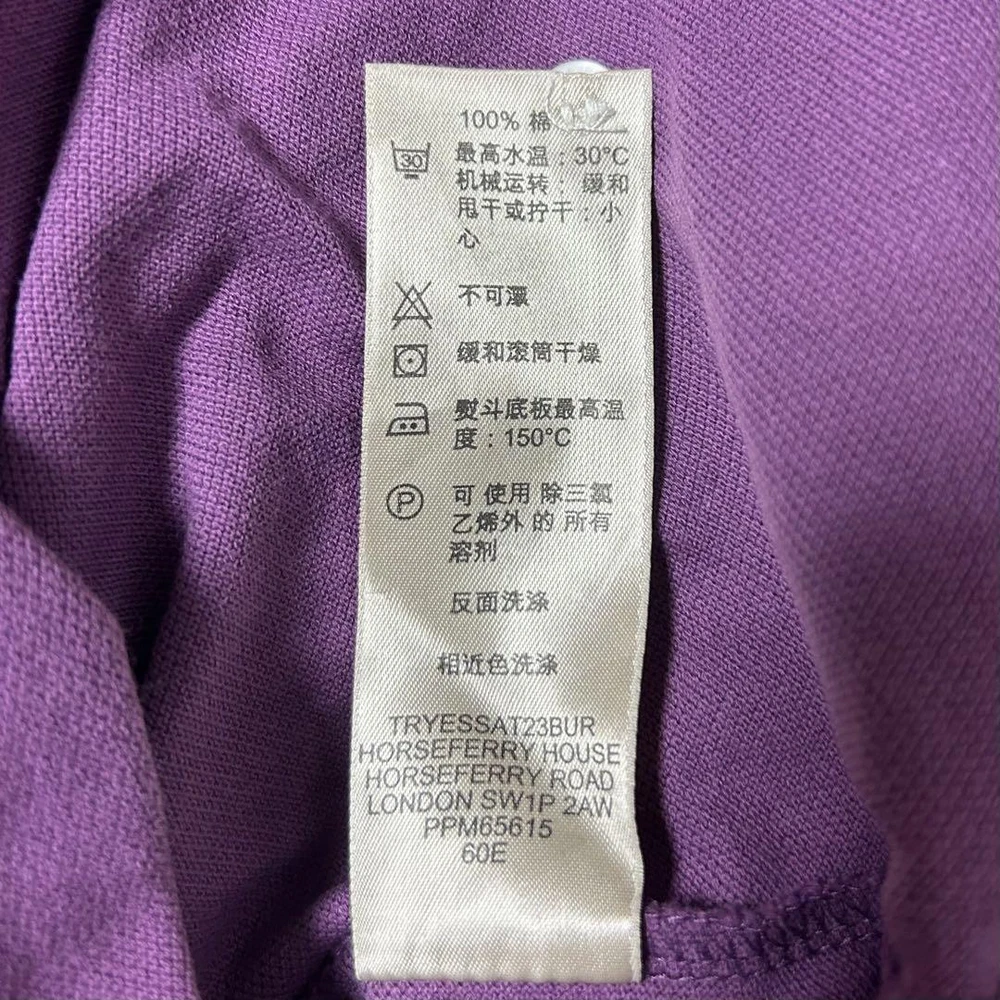 100% 棉
30
最高水温：30°C
机械运转： 缓和
甩干或拧干：小
心
不可漂
缓和滚筒干燥
熨斗底板最高温
度：150°C
P
可 使用 除三氯
乙烯外 的 所有
溶剂
反面洗涤
相近色洗涤
TRYESSAT23BUR
HORSEFERRY HOUSE
HORSEFERRY ROAD
LONDON SW1P 2AW
PPM65615
60E